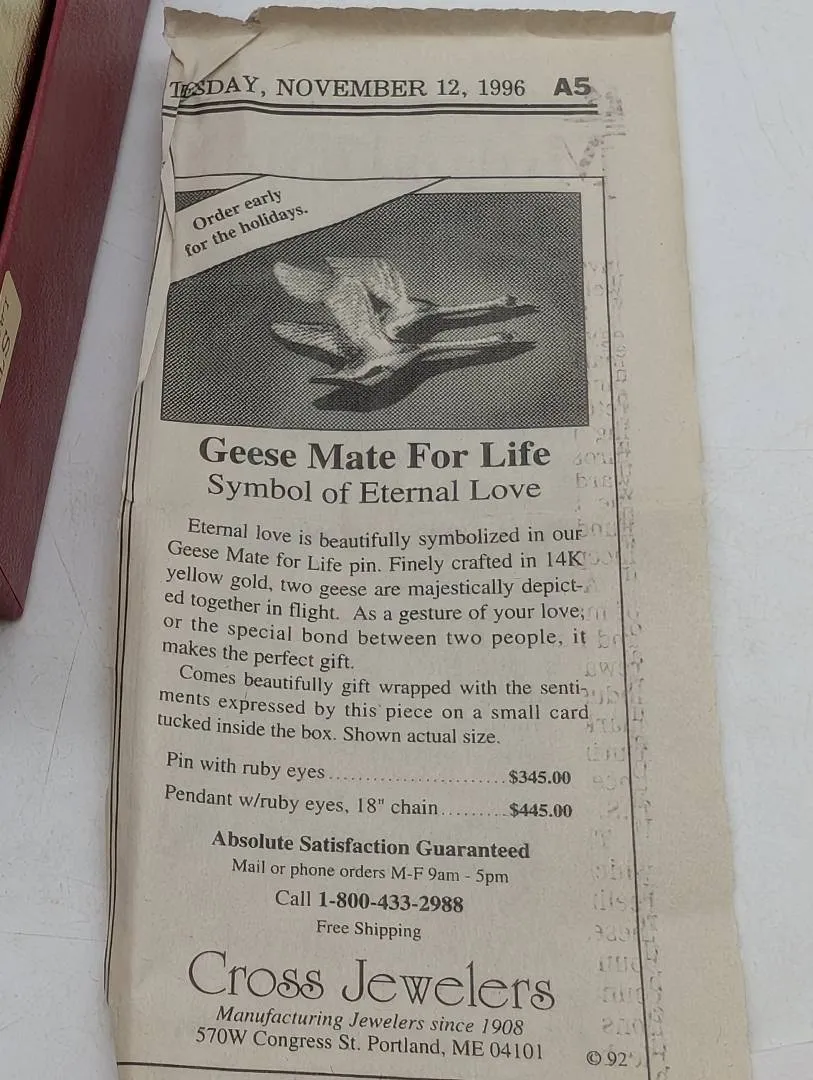 TUESDAY, NOVEMBER 12, 1996 A5
Order early
for the holidays.
Geese Mate For Life
Symbol of Eternal Love
Eternal love is beautifully symbolized in our
Geese Mate for Life pin. Finely crafted in 14K
yellow gold, two geese are majestically depict-
ed together in flight. As a gesture of your love,
or the special bond between two people, it
makes the perfect gift.
Comes beautifully gift wrapped with the senti-
ments expressed by this piece on a small card
tucked inside the box. Shown actual size.
Pin with ruby eyes........................$345.00
Pendant w/ruby eyes, 18" chain.........$445.00
Absolute Satisfaction Guaranteed
Mail or phone orders M-F 9am - 5pm
Call 1-800-433-2988
Free Shipping
Cross Jewelers
Manufacturing Jewelers since 1908
570W Congress St. Portland, ME 04101
© 92'